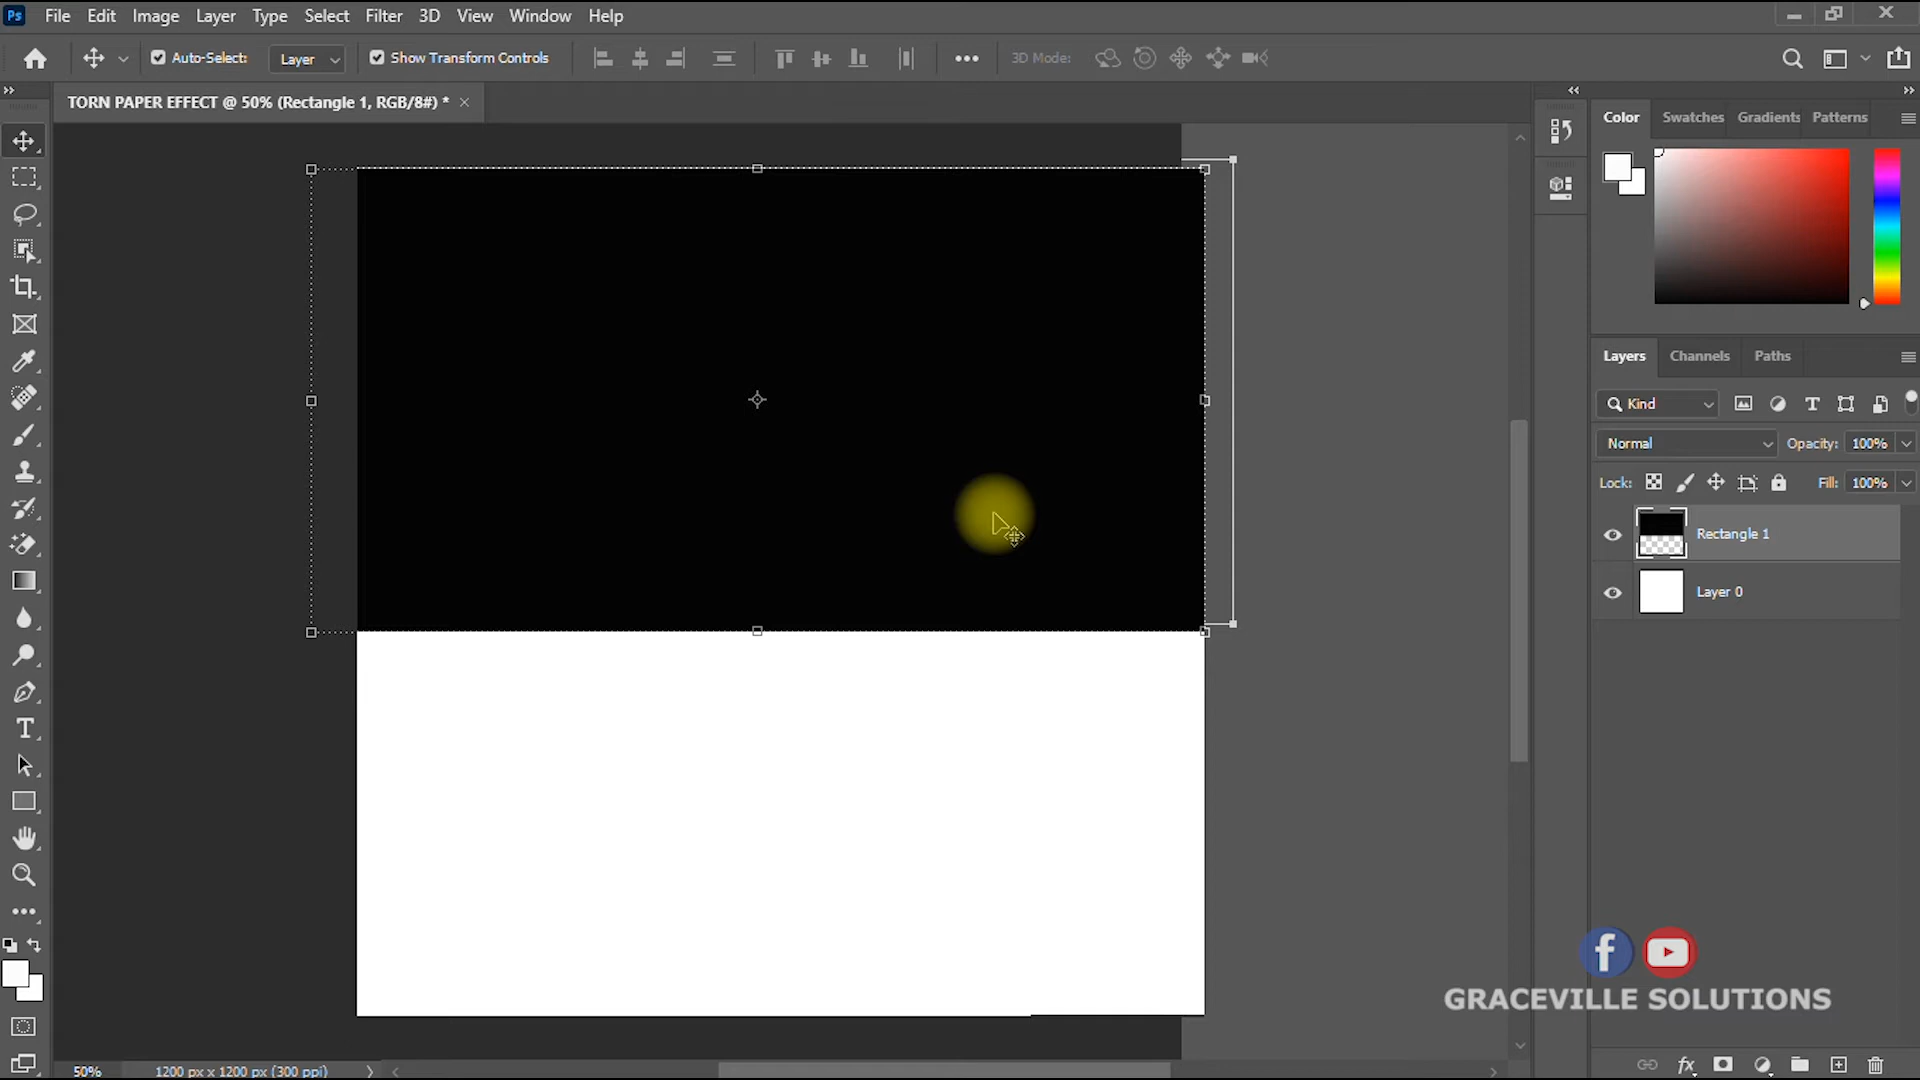 Ps File Edit Image Layer Type Select Filter 3D View Window Help
Auto-Select: Layer Show Transform Controls 3D Mode:
TORN PAPER EFFECT @ 50% (Rectangle 1, RGB/8#) *
Color Swatches Gradients Patterns
Layers Channels Paths
Kind
Normal Opacity: 100%
Lock: Fill: 100%
Rectangle 1
Layer 0
GRACEVILLE SOLUTIONS
50% 1200 px x 1200 px (300 ppi)